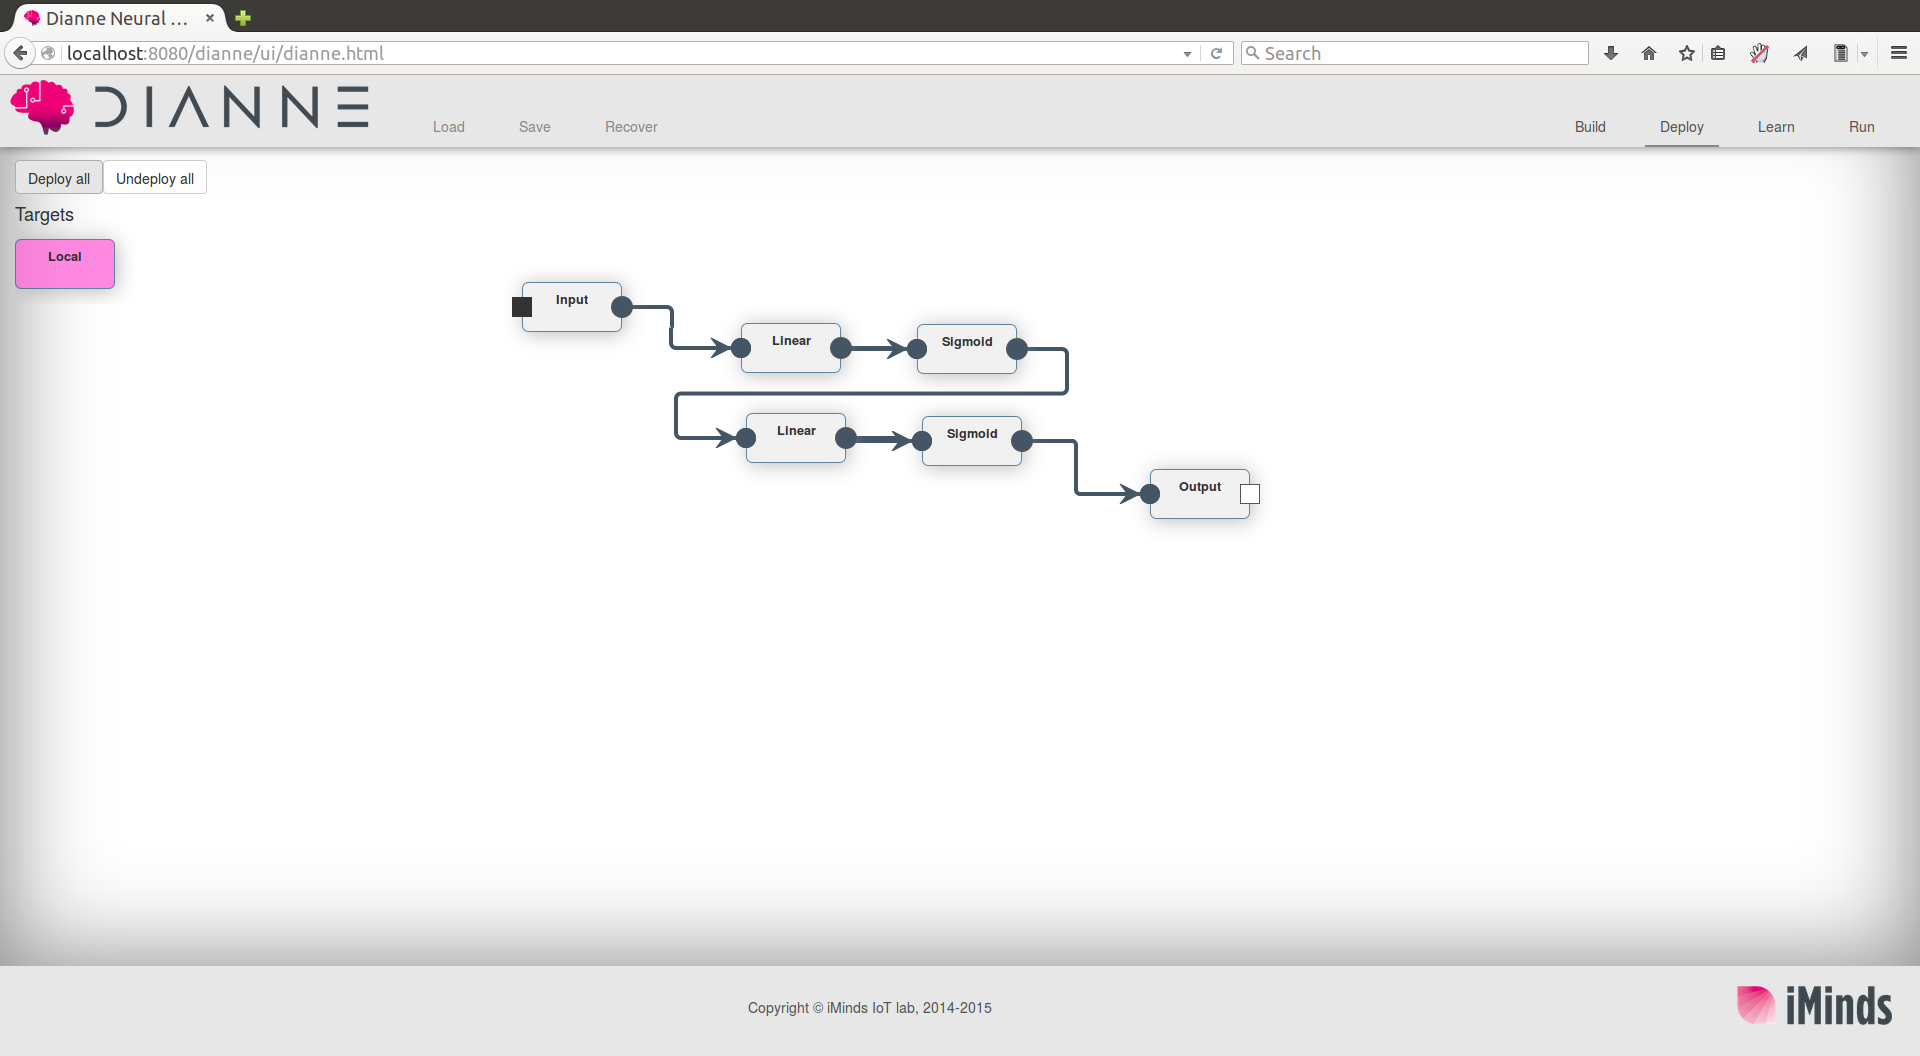 Dianne Neural ...
localhost:8080/dianne/ui/dianne.html
Search
DIANNE
Load Save Recover
Build Deploy Learn Run
Deploy all Undeploy all
Targets
Local
Input
Linear
Sigmoid
Linear
Sigmoid
Output
Copyright © iMinds IoT lab, 2014-2015
iMinds